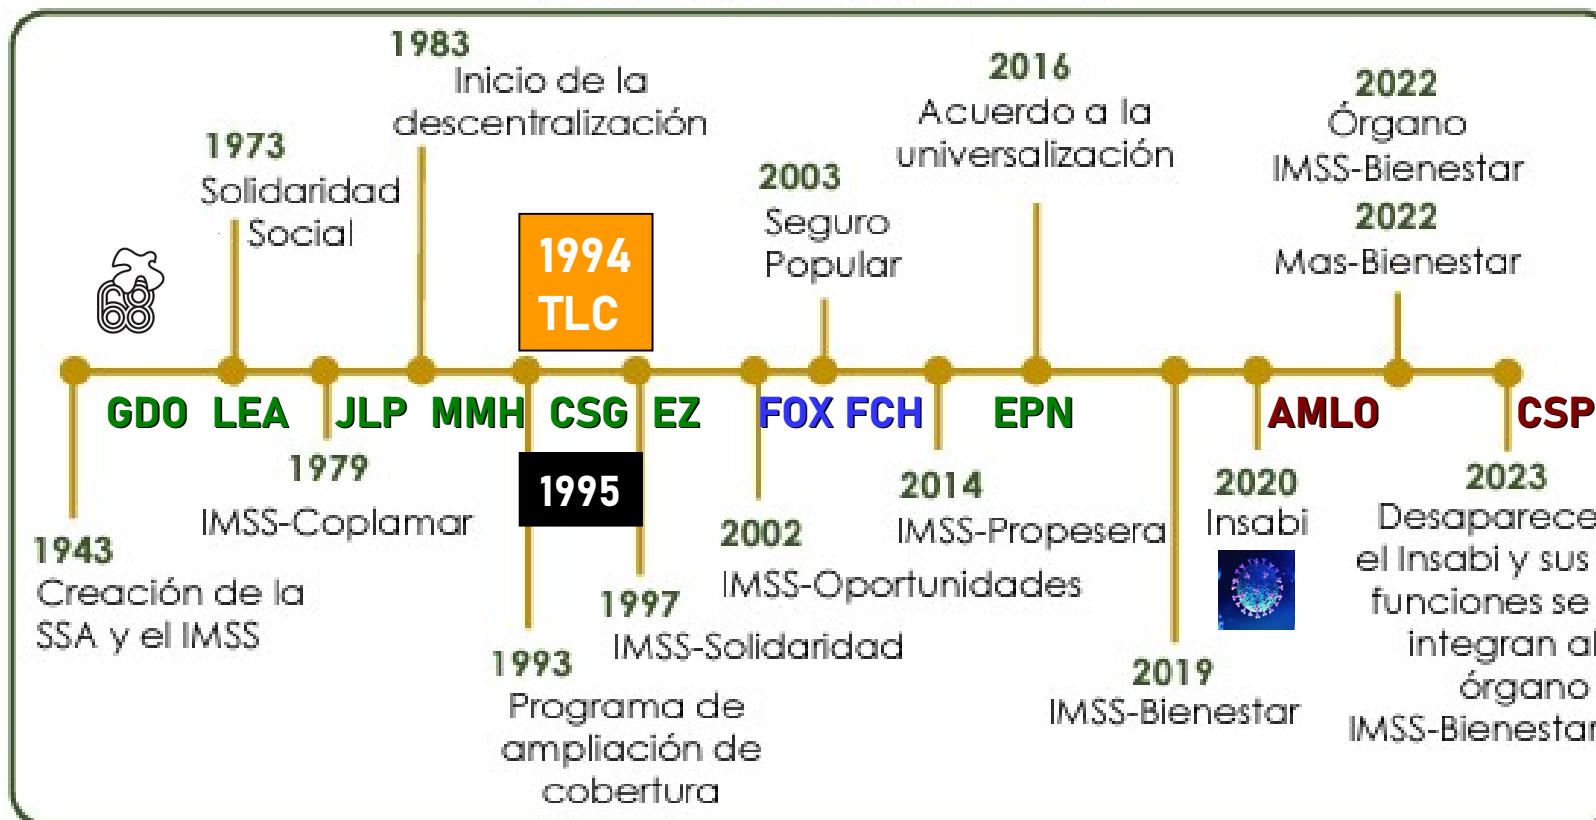 1983
Inicio de la
descentralización
1973
Solidaridad
Social
2016
Acuerdo a la
universalización
2022
Órgano
IMSS-Bienestar
2022
Mas-Bienestar
2003
Seguro
Popular
1994
TLC
68
GDO LEA JLP MMH CSG EZ FOX FCH EPN AMLO CSP
1995
1943
Creación de la
SSA y el IMSS
1979
IMSS-Coplamar
1993
Programa de
ampliación de
cobertura
1997
IMSS-Solidaridad
2002
IMSS-Oportunidades
2014
IMSS-Propesera
2019
IMSS-Bienestar
2020
Insabi
2023
Desaparece
el Insabi y sus
funciones se
integran al
órgano
IMSS-Bienestar